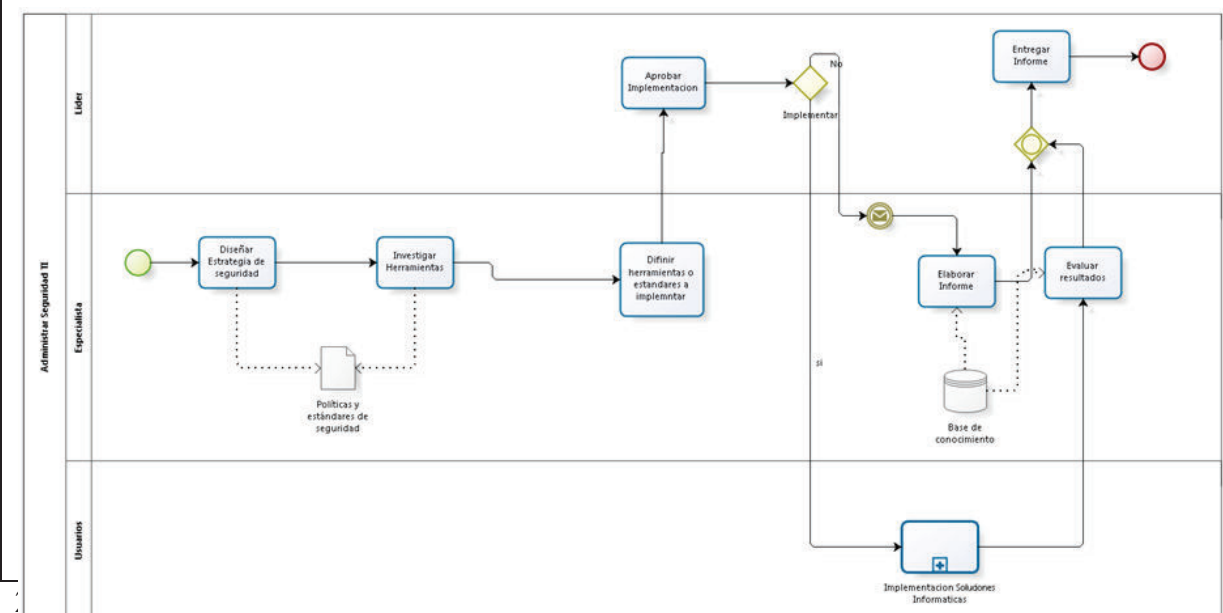 Administrar Seguridad TI
Lider
Aprobar
Implementacion
Implementar
No
Entregar
Informe
Especialista
Diseñar
Estrategia de
seguridad
Investigar
Herramientas
Difinir
herramientas o
estandares a
implemntar
Elaborar
Informe
Evaluar
resultados
Políticas y
estándares de
seguridad
si
Base de
conocimiento
Usuarios
Implementacion Soludones
Informaticas